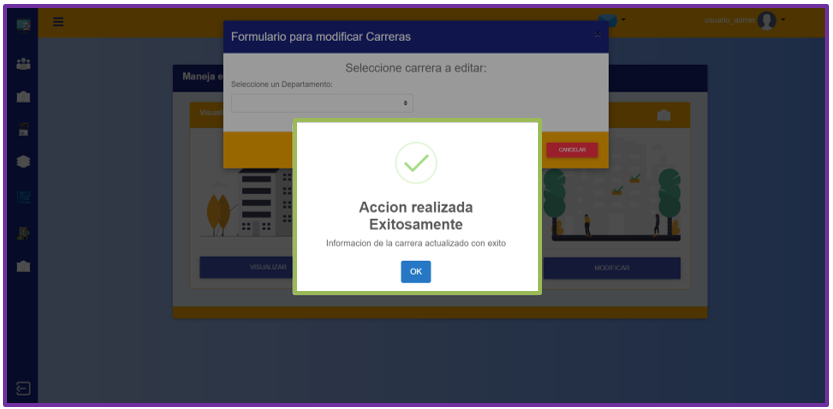 usuario_admin
Formulario para modificar Carreras
x
Maneja e
Seleccione carrera a editar:
Seleccione un Departamento:
Visuali
CANCELAR
Accion realizada
Exitosamente
Informacion de la carrera actualizado con exito
OK
VISUALIZAR
MODIFICAR